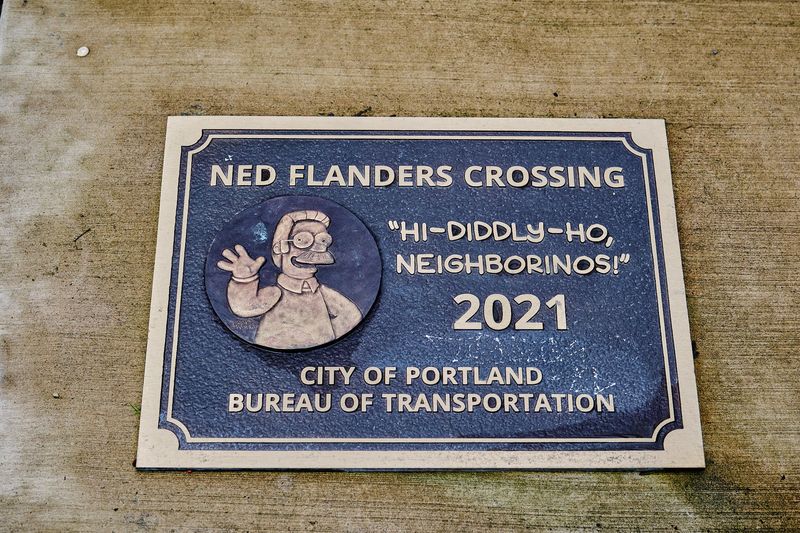 NED FLANDERS CROSSING
"HI-DIDDLY-HO,
NEIGHBORINOS!"
2021
CITY OF PORTLAND
BUREAU OF TRANSPORTATION